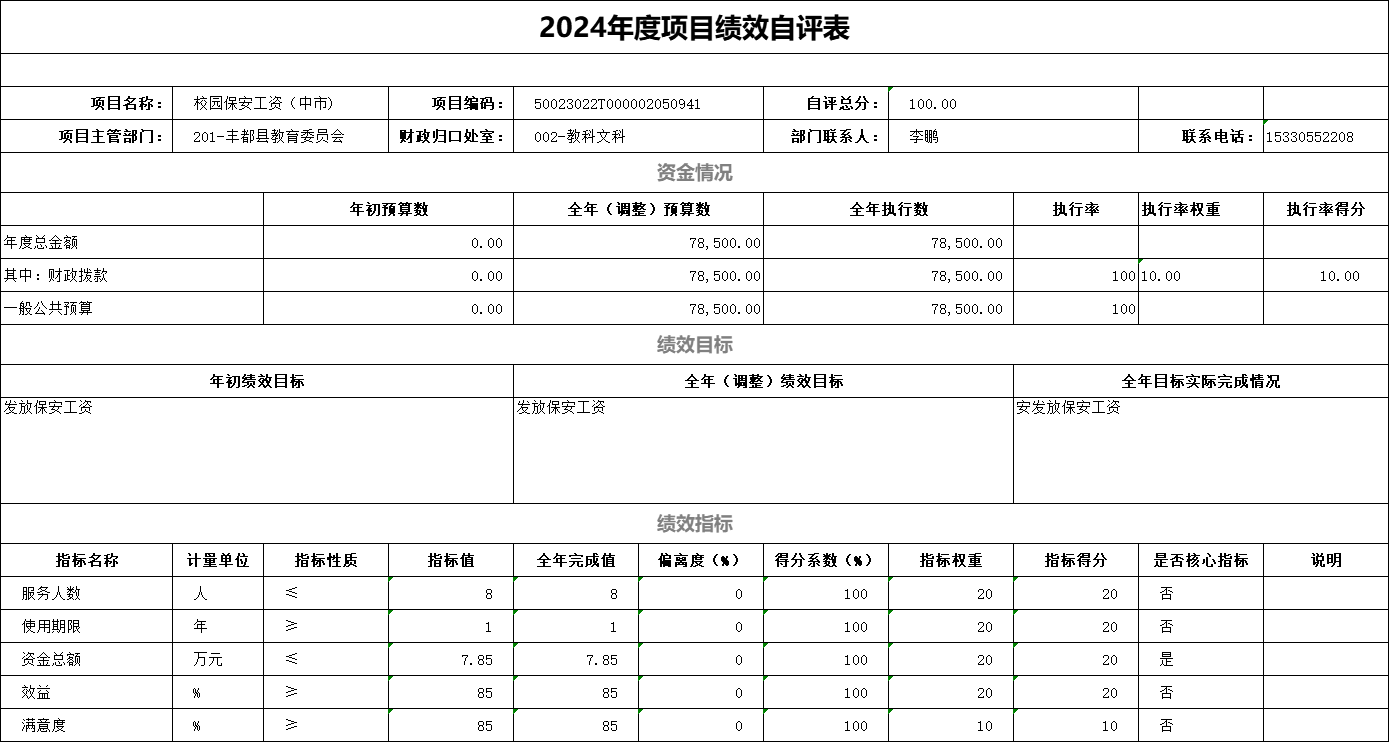 2024年度项目绩效自评表
项目名称： 校园保安工资（中市） 项目编码： 50023022T000002050941 自评总分： 100.00
项目主管部门： 201-丰都县教育委员会 财政归口处室： 002-教科文科 部门联系人： 李鹏 联系电话： 15330552208
资金情况
年初预算数 全年（调整）预算数 全年执行数 执行率 执行率权重 执行率得分
年度总金额 0.00 78,500.00 78,500.00
其中：财政拨款 0.00 78,500.00 78,500.00 100 10.00 10.00
一般公共预算 0.00 78,500.00 78,500.00 100
绩效目标
年初绩效目标 全年（调整）绩效目标 全年目标实际完成情况
发放保安工资 发放保安工资 安发放保安工资
绩效指标
指标名称 计量单位 指标性质 指标值 全年完成值 偏离度（%） 得分系数（%） 指标权重 指标得分 是否核心指标 说明
服务人数 人 ≤ 8 8 0 100 20 20 否
使用期限 年 ≥ 1 1 0 100 20 20 否
资金总额 万元 ≤ 7.85 7.85 0 100 20 20 是
效益 % ≥ 85 85 0 100 20 20 否
满意度 % ≥ 85 85 0 100 10 10 否